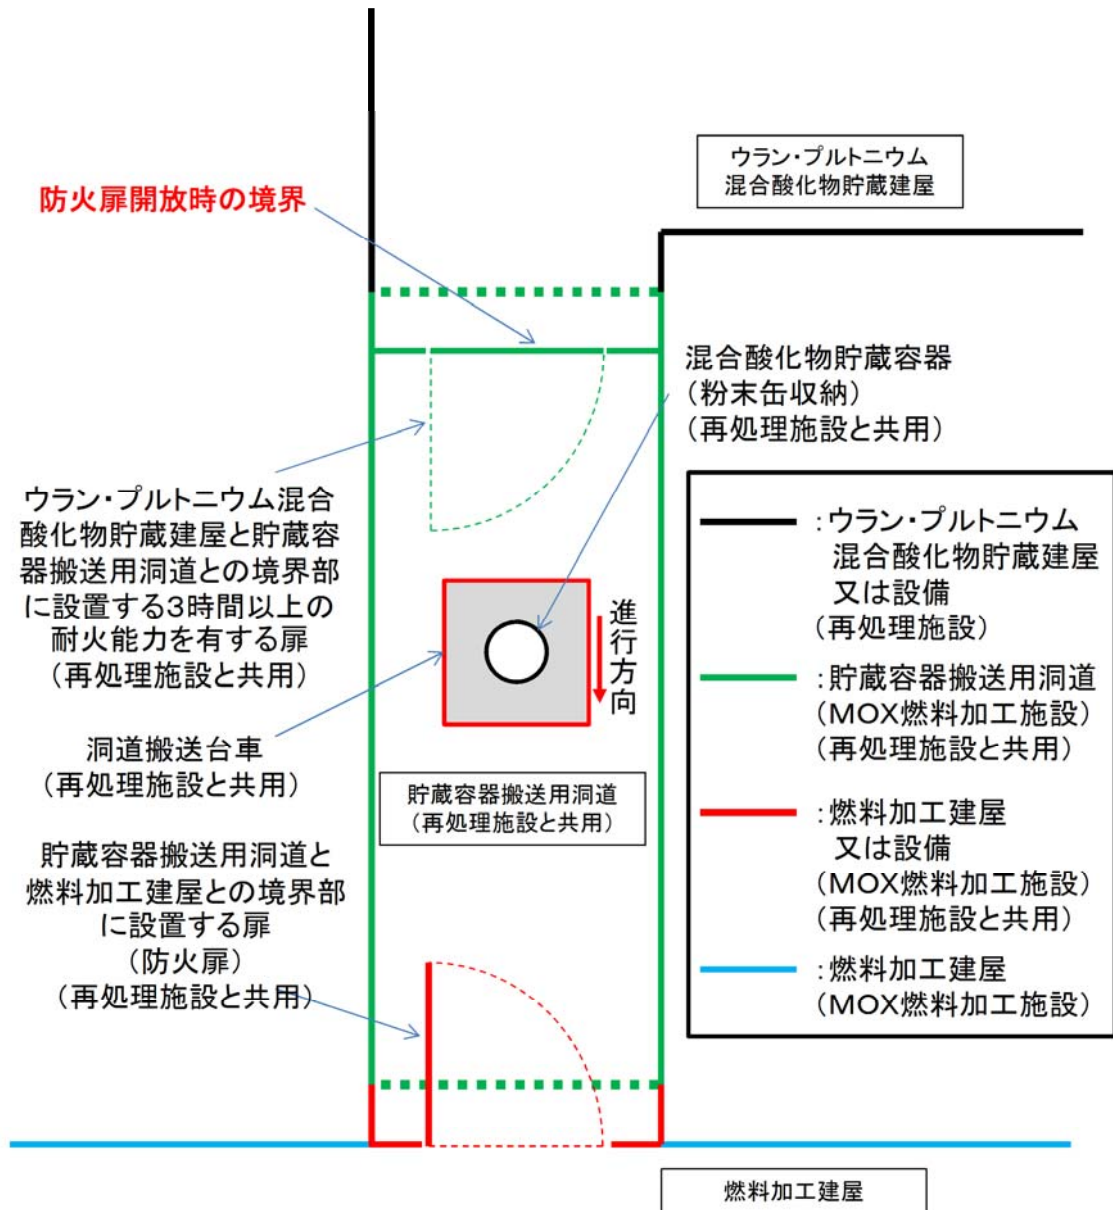 ウラン・プルトニウム
混合酸化物貯蔵建屋
防火扉開放時の境界
混合酸化物貯蔵容器
(粉末缶収納)
(再処理施設と共用)
ウラン・プルトニウム混合
酸化物貯蔵建屋と貯蔵容
器搬送用洞道との境界部
に設置する3時間以上の
耐火能力を有する扉
(再処理施設と共用)
進行方向
洞道搬送台車
(再処理施設と共用)
貯蔵容器搬送用洞道
(再処理施設と共用)
貯蔵容器搬送用洞道と
燃料加工建屋との境界部
に設置する扉
(防火扉)
(再処理施設と共用)
:ウラン・プルトニウム
混合酸化物貯蔵建屋
又は設備
(再処理施設)
:貯蔵容器搬送用洞道
(MOX燃料加工施設)
(再処理施設と共用)
:燃料加工建屋
又は設備
(MOX燃料加工施設)
(再処理施設と共用)
:燃料加工建屋
(MOX燃料加工施設)
燃料加工建屋